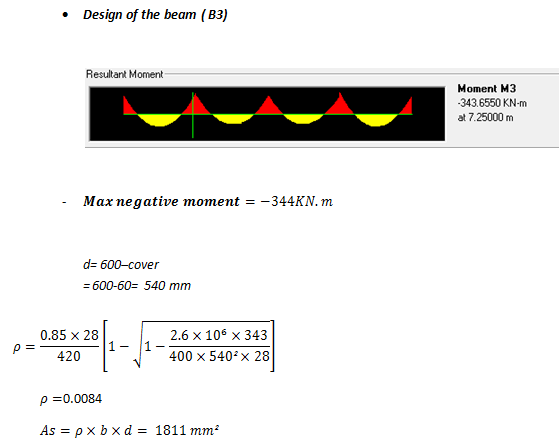 • Design of the beam ( B3)
Resultant Moment
Moment M3
-343.6550 KN-m
at 7.25000 m
- Max negative moment = −344KN.m
d= 600–cover
= 600-60= 540 mm
ρ = 0.85 × 28 / 420 [1 − √(1 − 2.6 × 10⁶ × 343 / 400 × 540² × 28)]
ρ =0.0084
As = ρ × b × d = 1811 mm²